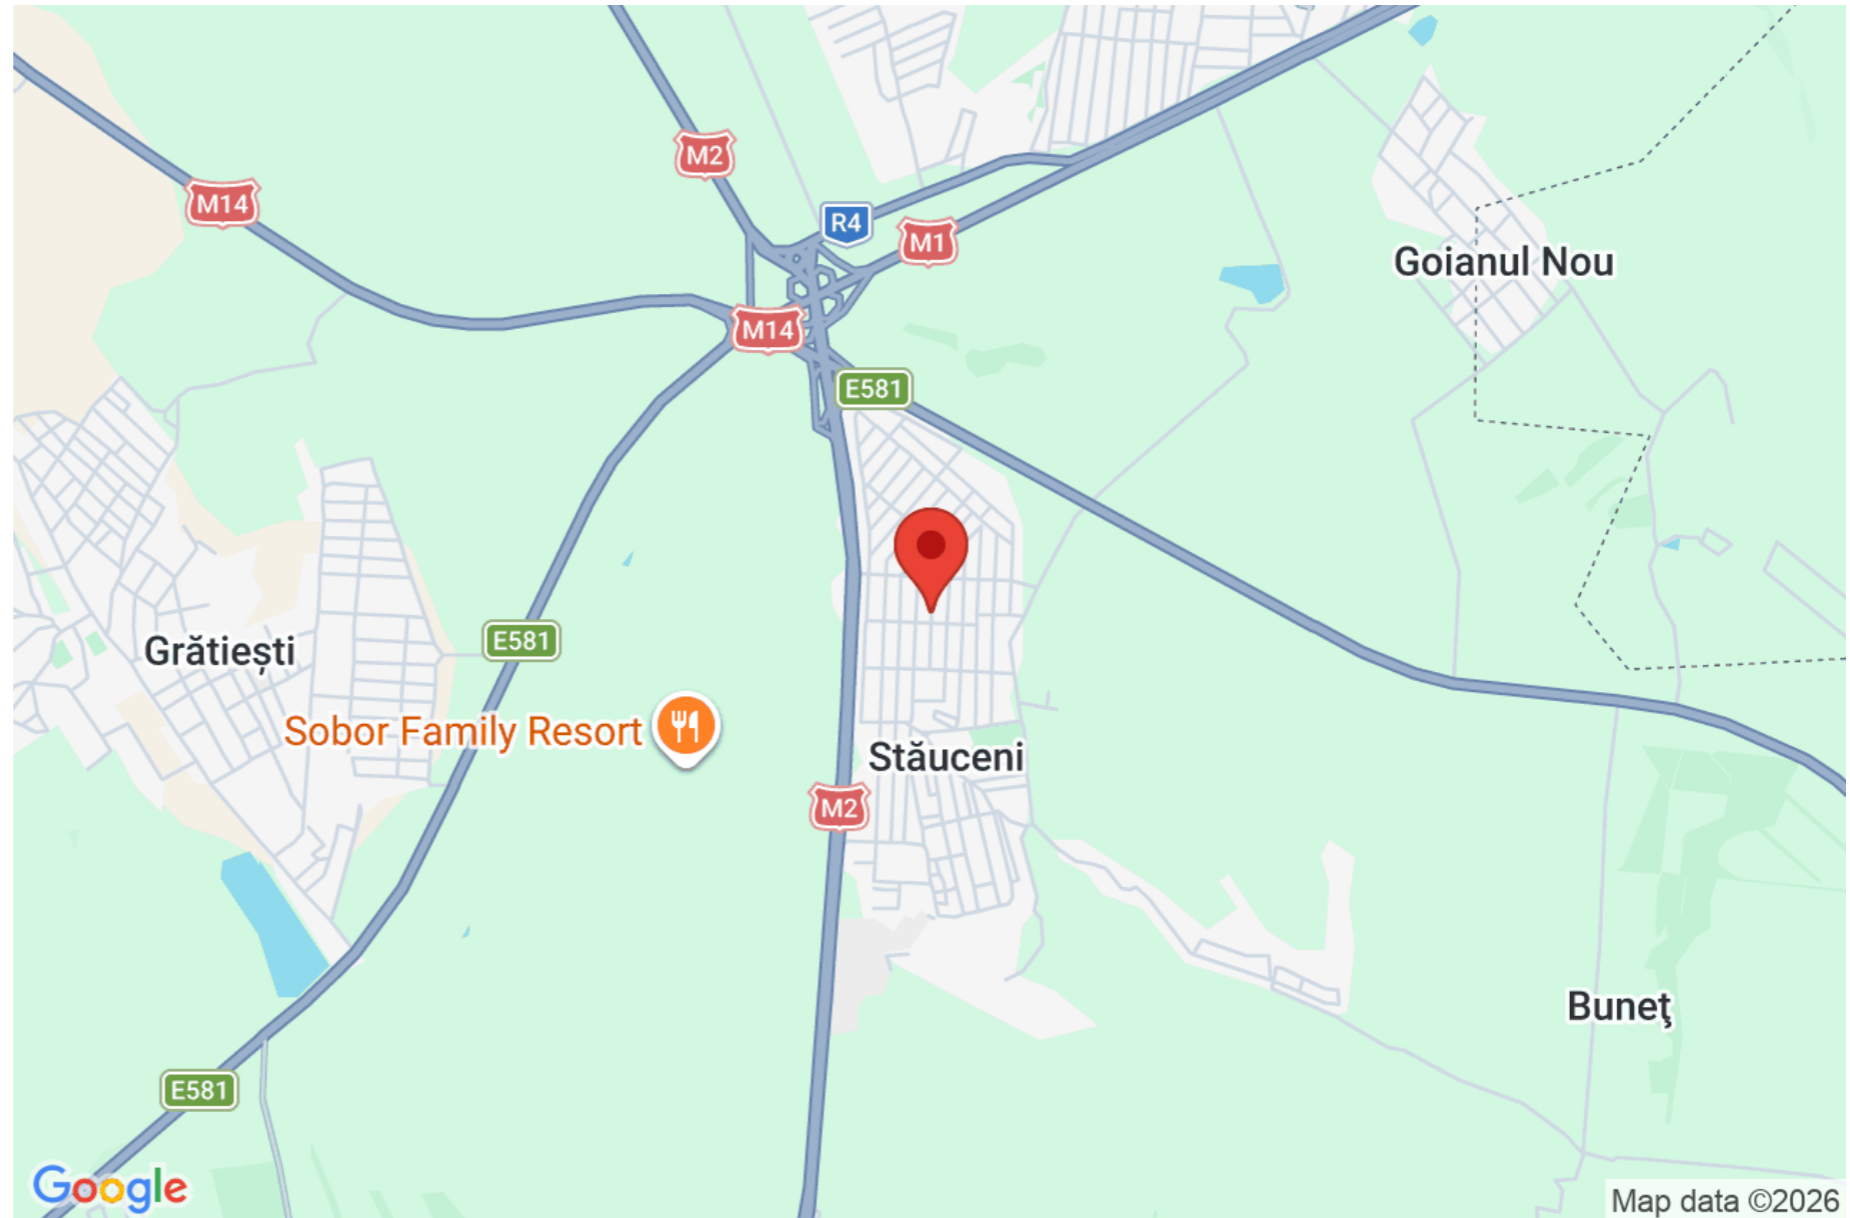 M2
M14
R4
M1
Goianul Nou
M14
E581
E581
Grătiești
Sobor Family Resort
Stăuceni
M2
Buneţ
E581
Google
Map data ©2026